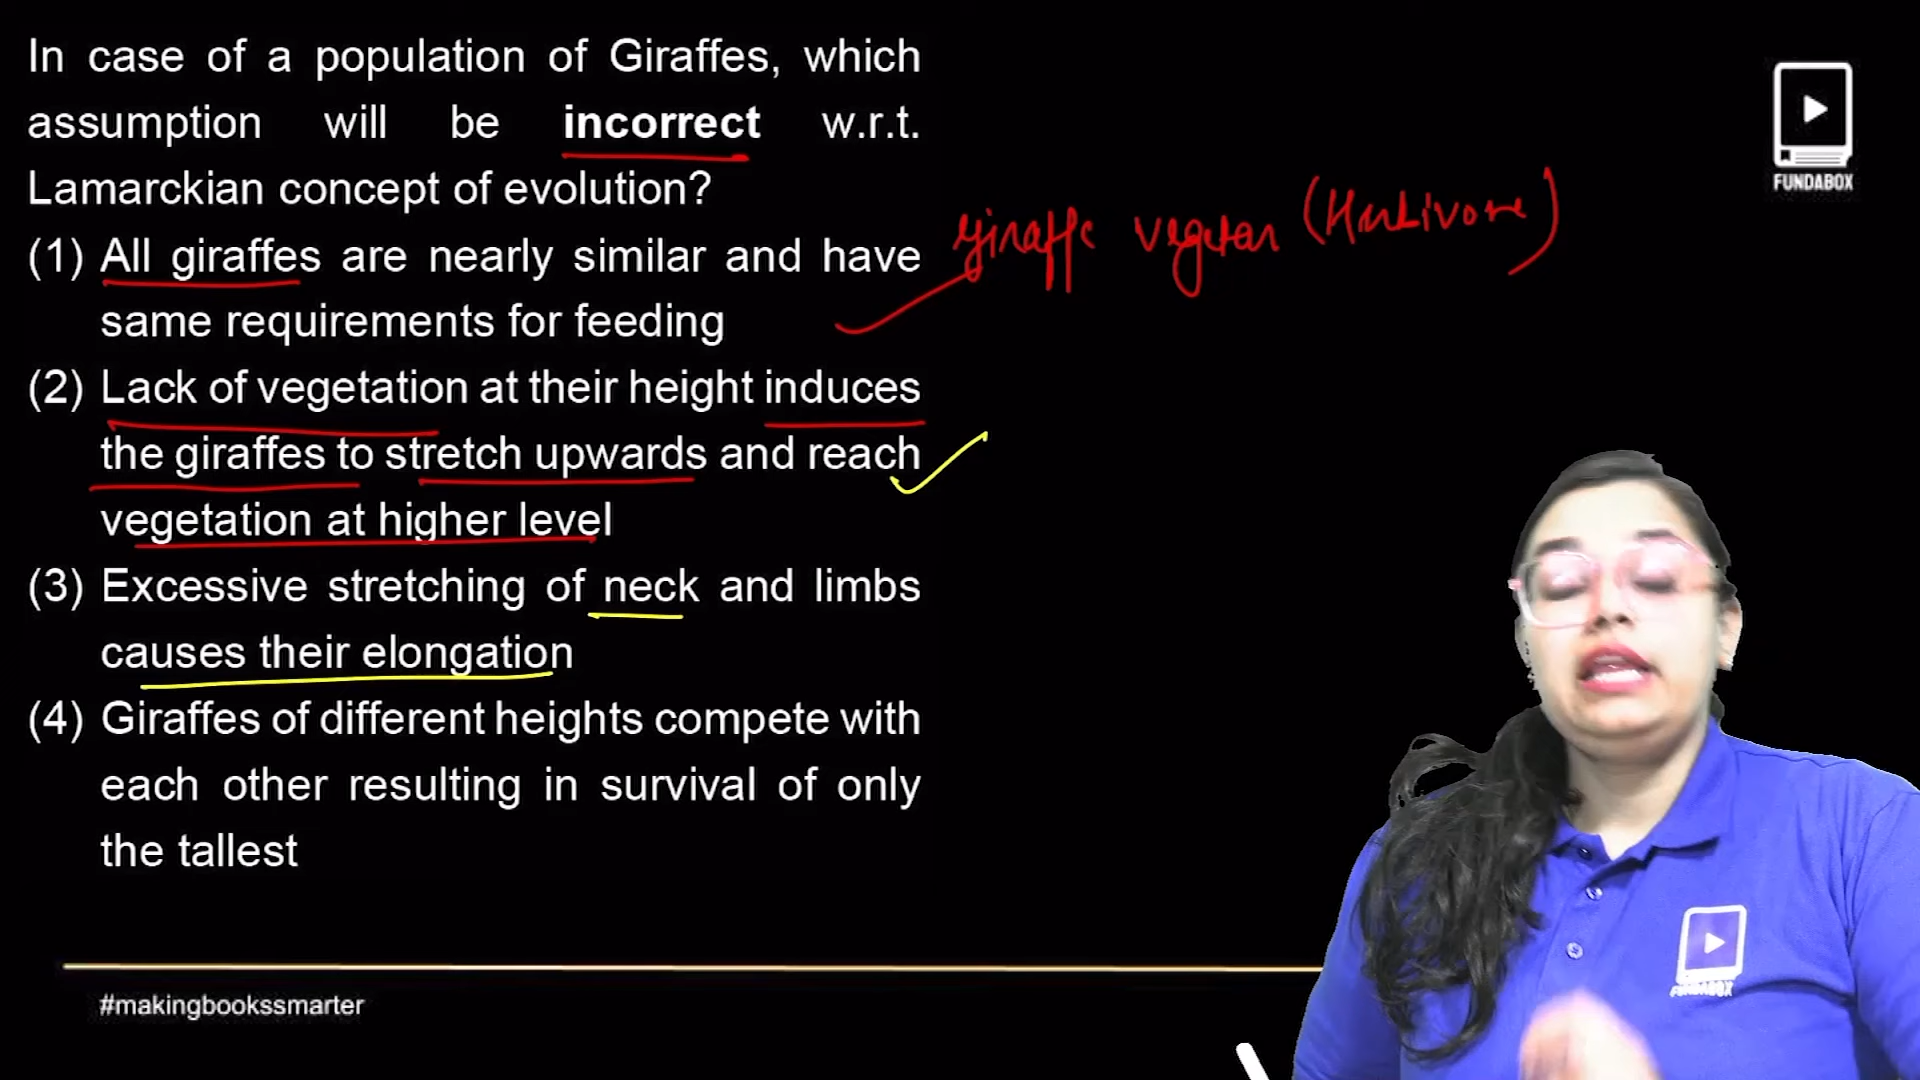 In case of a population of Giraffes, which
assumption will be incorrect w.r.t.
Lamarckian concept of evolution?
(1) All giraffes are nearly similar and have
same requirements for feeding
(2) Lack of vegetation at their height induces
the giraffes to stretch upwards and reach
vegetation at higher level
(3) Excessive stretching of neck and limbs
causes their elongation
(4) Giraffes of different heights compete with
each other resulting in survival of only
the tallest
Giraffe
FUNDABOX
FUNDABOX
#makingbookssmarter